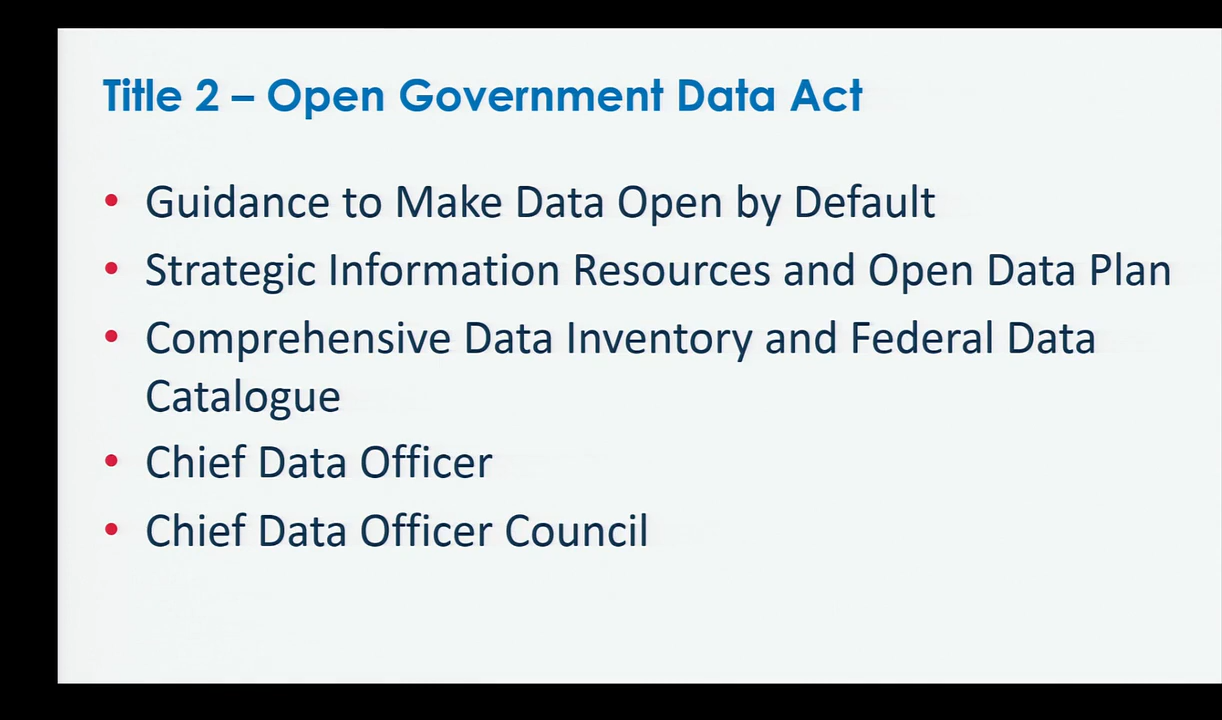 Title 2 – Open Government Data Act
• Guidance to Make Data Open by Default
• Strategic Information Resources and Open Data Plan
• Comprehensive Data Inventory and Federal Data
Catalogue
• Chief Data Officer
• Chief Data Officer Council